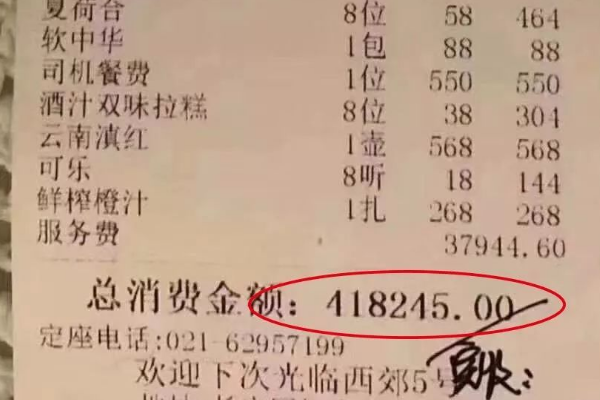 夏荷合 8位 58 464
软中华 1包 88 88
司机餐费 1位 550 550
酒汁双味拉糕 8位 38 304
云南滇红 1壶 568 568
可乐 8听 18 144
鲜榨橙汁 1扎 268 268
服务费 37944.60
总消费金额: 418245.00
定座电话:021-62957199
欢迎下次光临西郊5号